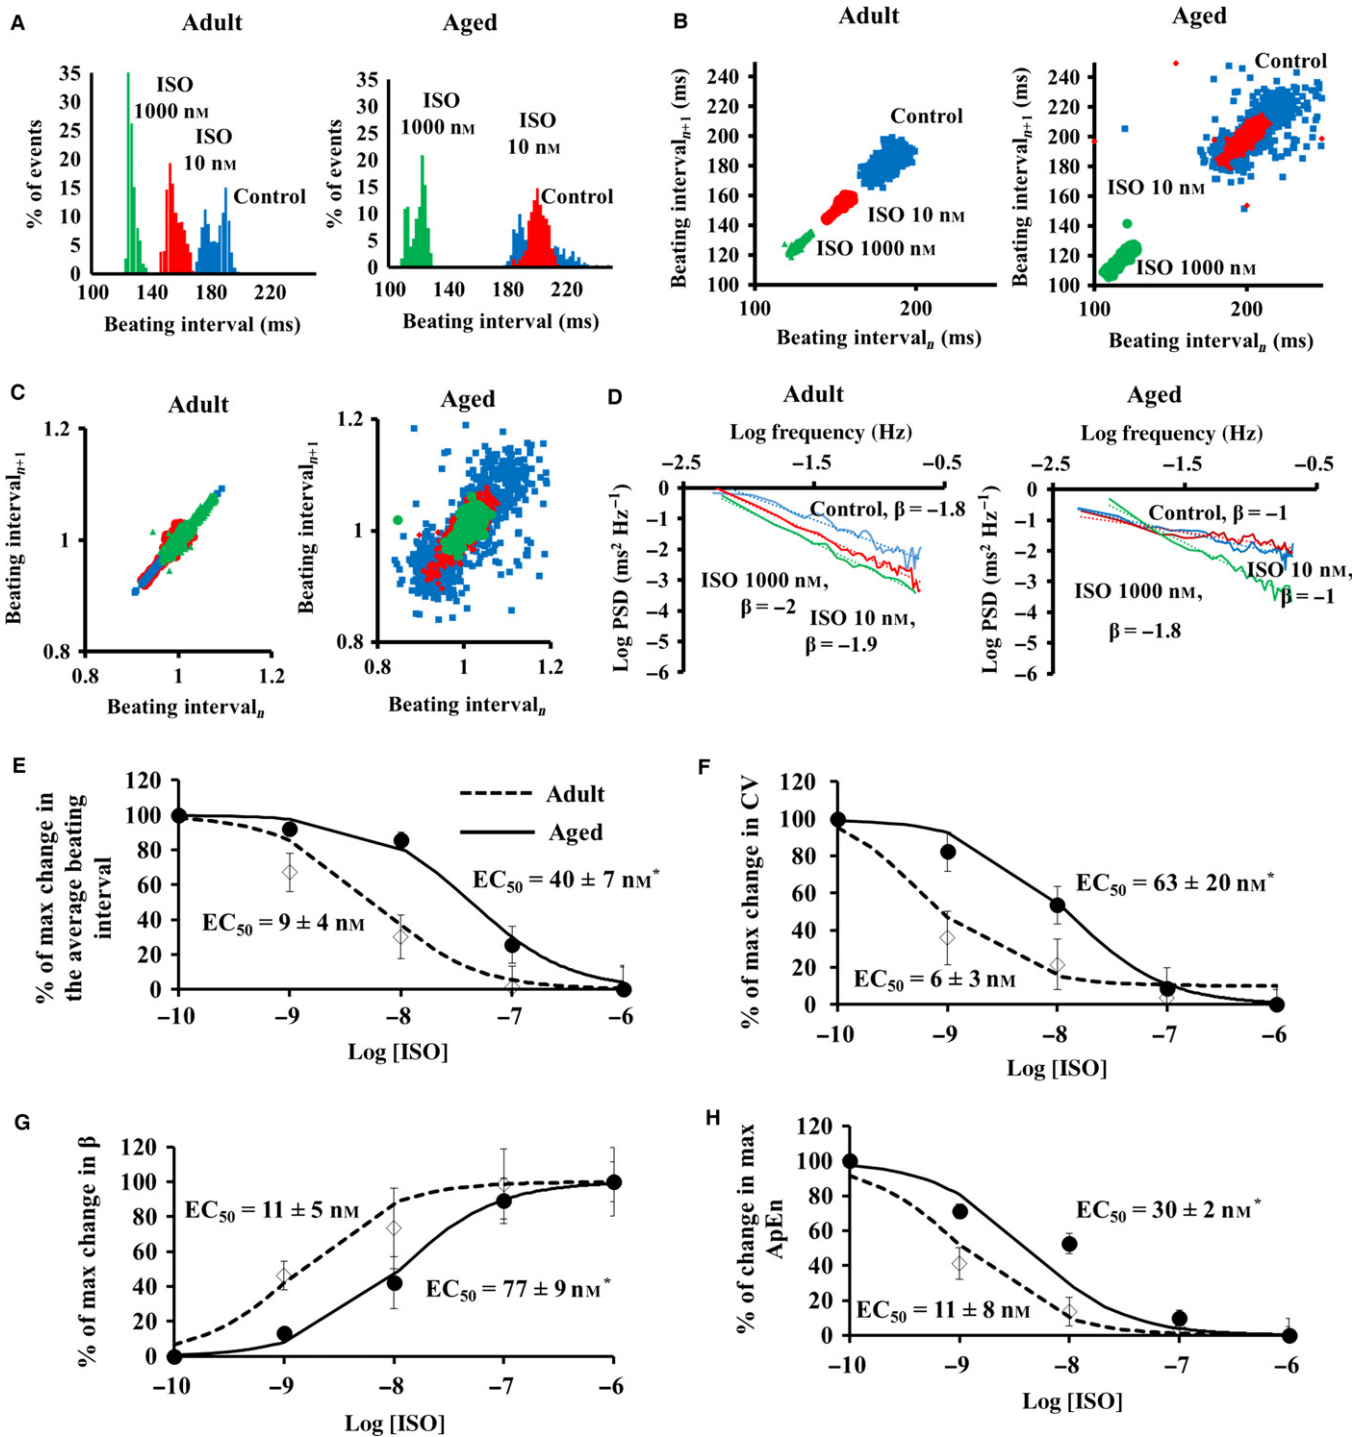 A
Adult
Aged
35
30
25
20
15
10
5
0
% of events
ISO
1000 nM
ISO
10 nM
Control
100 140 180 220
Beating interval (ms)
35
30
25
20
15
10
5
0
% of events
ISO
1000 nM
ISO
10 nM
Control
100 140 180 220
Beating interval (ms)
B
Adult
Aged
240
220
200
180
160
140
120
100
Beating interval n+1 (ms)
Control
ISO 10 nM
ISO 1000 nM
100 200
Beating interval n (ms)
240
220
200
180
160
140
120
100
Beating interval n+1 (ms)
Control
ISO 10 nM
ISO 1000 nM
100 200
Beating interval n (ms)
C
Adult
Aged
1.2
1
0.8
Beating interval n+1
0.8 1 1.2
Beating interval n
1.2
1
0.8
Beating interval n+1
0.8 1 1.2
Beating interval n
D
Adult
Aged
Log frequency (Hz)
−2.5 −1.5 −0.5
0
−1
−2
−3
−4
−5
−6
Log PSD (ms² Hz⁻¹)
Control, β = −1.8
ISO 1000 nM,
β = −2
ISO 10 nM,
β = −1.9
Log frequency (Hz)
−2.5 −1.5 −0.5
0
−1
−2
−3
−4
−5
−6
Log PSD (ms² Hz⁻¹)
Control, β = −1
ISO 10 nM,
β = −1
ISO 1000 nM,
β = −1.8
E
120
100
80
60
40
20
0
% of max change in
the average beating
interval
Adult
Aged
EC₅₀ = 40 ± 7 nM*
EC₅₀ = 9 ± 4 nM
−10 −9 −8 −7 −6
Log [ISO]
F
120
100
80
60
40
20
0
% of max change in CV
EC₅₀ = 63 ± 20 nM*
EC₅₀ = 6 ± 3 nM
−10 −9 −8 −7 −6
Log [ISO]
G
120
100
80
60
40
20
0
% of max change in β
EC₅₀ = 11 ± 5 nM
EC₅₀ = 77 ± 9 nM*
−10 −9 −8 −7 −6
Log [ISO]
H
120
100
80
60
40
20
0
% of change in max
ApEn
EC₅₀ = 30 ± 2 nM*
EC₅₀ = 11 ± 8 nM
−10 −9 −8 −7 −6
Log [ISO]